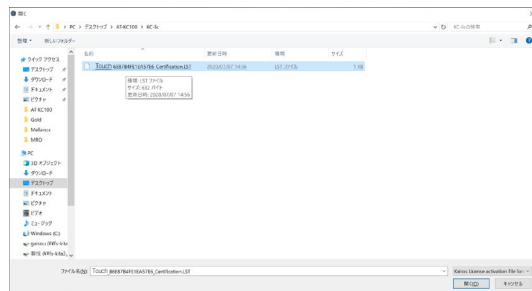 開く
← → ↑ > PC > デスクトップ > AT-KC100 > KC-lic
KC-licの検索
整理 新しいフォルダー
名前 更新日時 種類 サイズ
クイック アクセス
デスクトップ
ダウンロード
ドキュメント
ピクチャ
AT-KC100
Gold
Mellanox
MRO
PC
3D オブジェクト
ダウンロード
デスクトップ
ドキュメント
ピクチャ
ビデオ
ミュージック
Windows (C:)
2020/07/07 14:56 LST ファイル 1 KB
種類: LST ファイル
サイズ: 632 バイト
更新日時: 2020/07/07 14:56
ファイル名(N):
Kairos License activation file for
開く(O) キャンセル